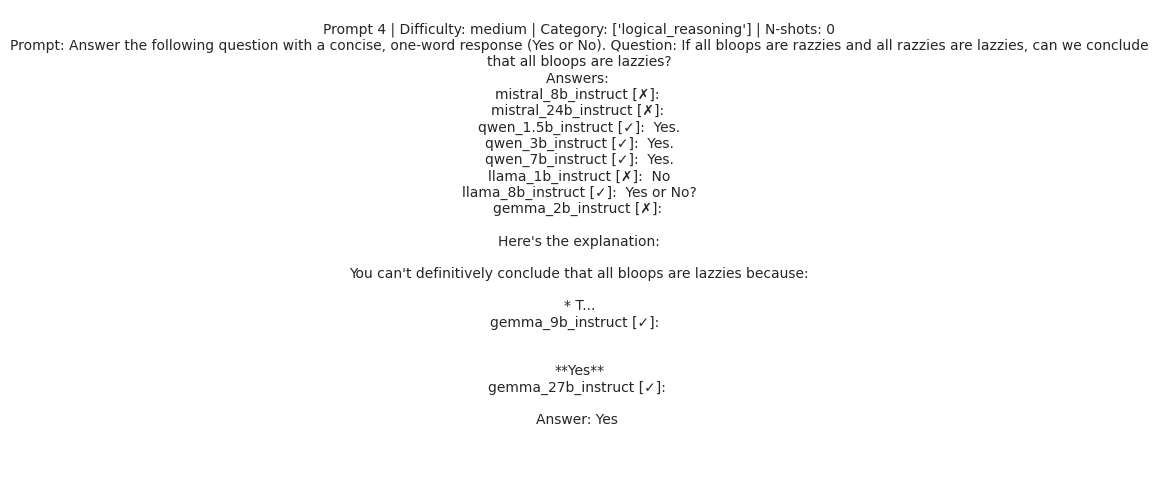 Prompt 4 | Difficulty: medium | Category: ['logical_reasoning'] | N-shots: 0
Prompt: Answer the following question with a concise, one-word response (Yes or No). Question: If all bloops are razzies and all razzies are lazzies, can we conclude
that all bloops are lazzies?
Answers:
mistral_8b_instruct [✗]:
mistral_24b_instruct [✗]:
qwen_1.5b_instruct [✓]:  Yes.
qwen_3b_instruct [✓]:  Yes.
qwen_7b_instruct [✓]:  Yes.
llama_1b_instruct [✗]:  No
llama_8b_instruct [✓]:  Yes or No?
gemma_2b_instruct [✗]:
Here's the explanation:
You can't definitively conclude that all bloops are lazzies because:
* T...
gemma_9b_instruct [✓]:
**Yes**
gemma_27b_instruct [✓]:
Answer: Yes